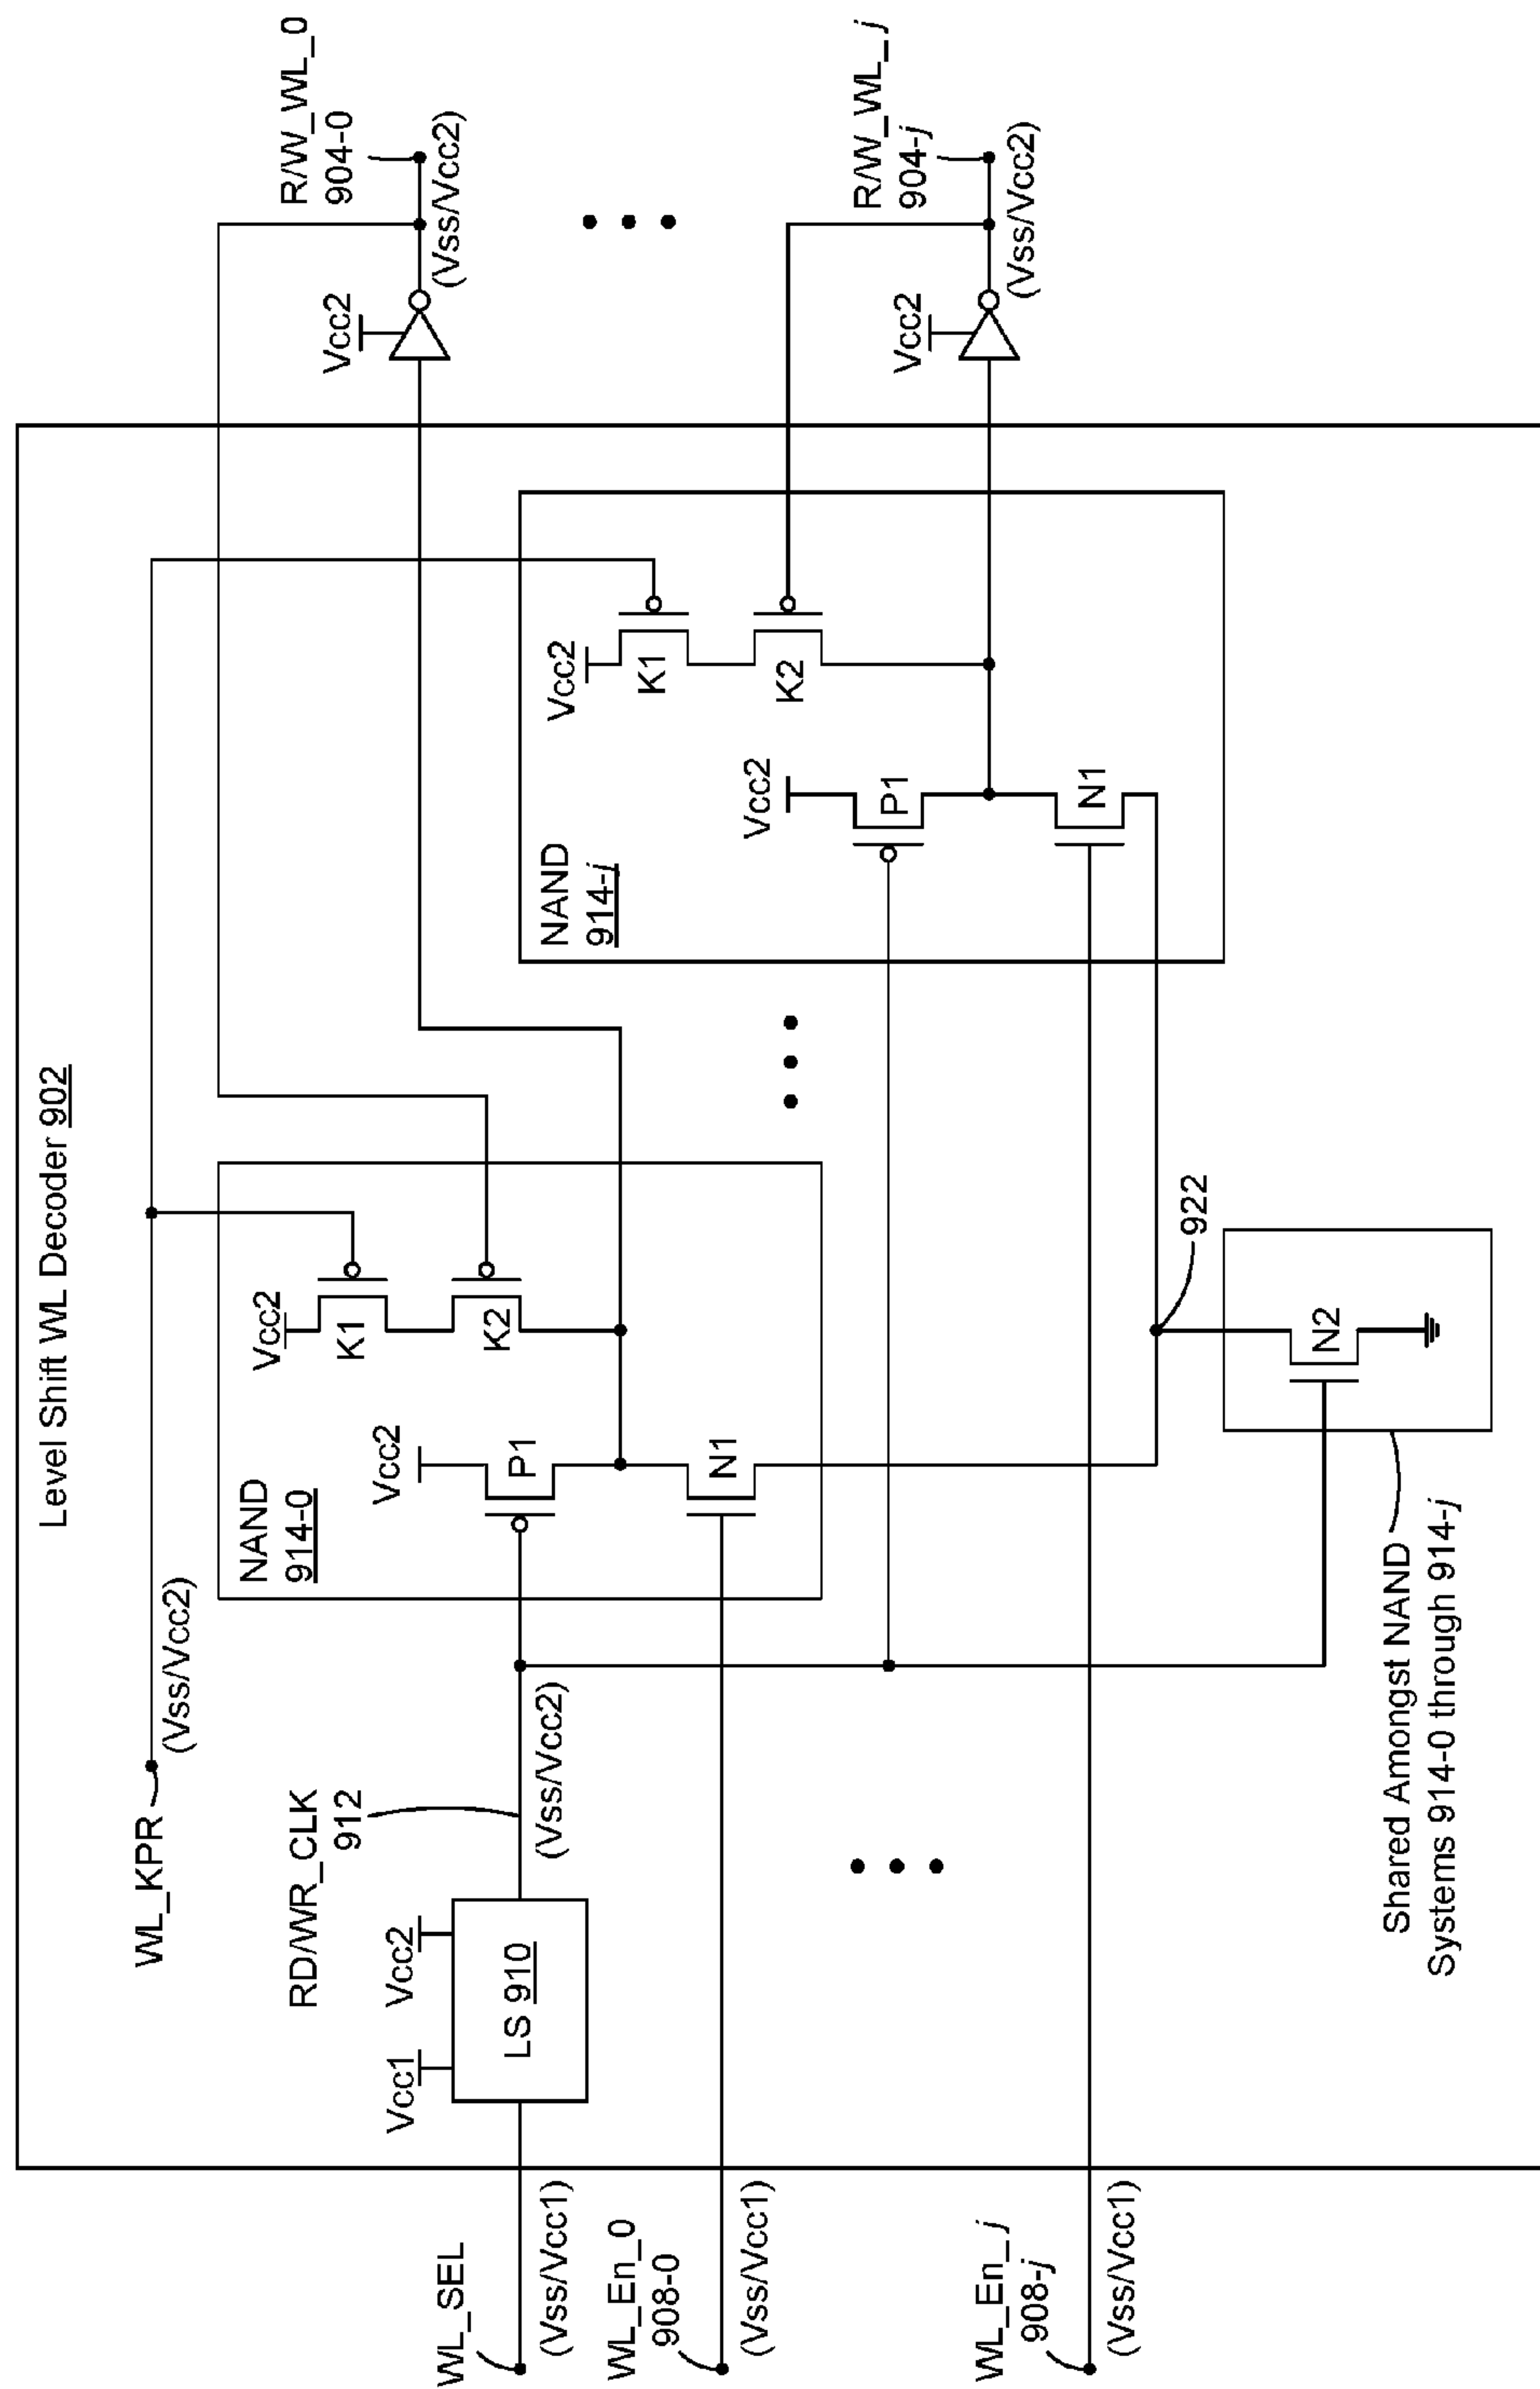 Level Shift WL Decoder 902
WL_KPR
(Vss/Vcc2)
R/W_WL_0
904-0
(Vss/Vcc2)
Vcc2
NAND
914-0
Vcc2
K1
K2
Vcc2
P1
N1
RD/WR_CLK
912
(Vss/Vcc2)
Vcc1
Vcc2
LS 910
WL_SEL
(Vss/Vcc1)
WL_En_0
908-0
(Vss/Vcc1)
NAND
914-j
Vcc2
K1
K2
Vcc2
P1
N1
R/W_WL_j
904-j
(Vss/Vcc2)
Vcc2
WL_En_j
908-j
(Vss/Vcc1)
922
N2
Shared Amongst NAND
Systems 914-0 through 914-j